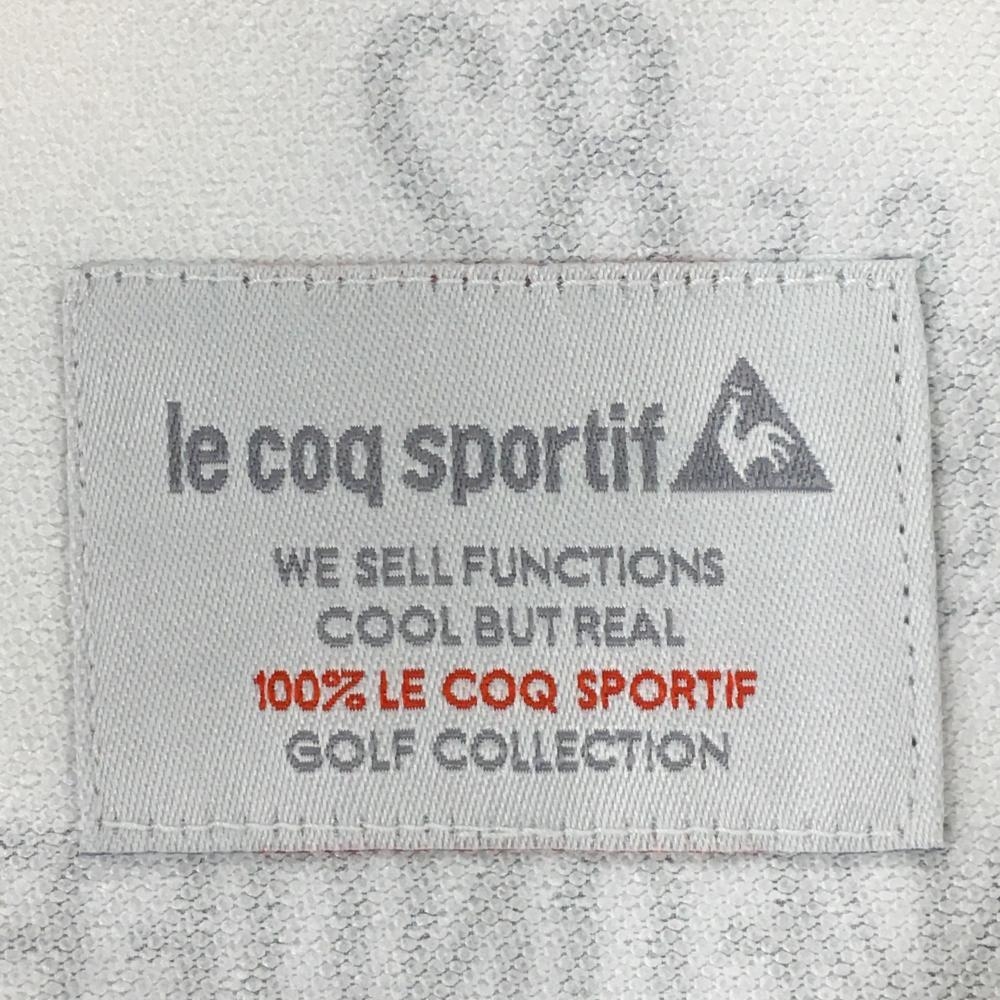 le coq sportif
WE SELL FUNCTIONS
COOL BUT REAL
100% LE COQ SPORTIF
GOLF COLLECTION